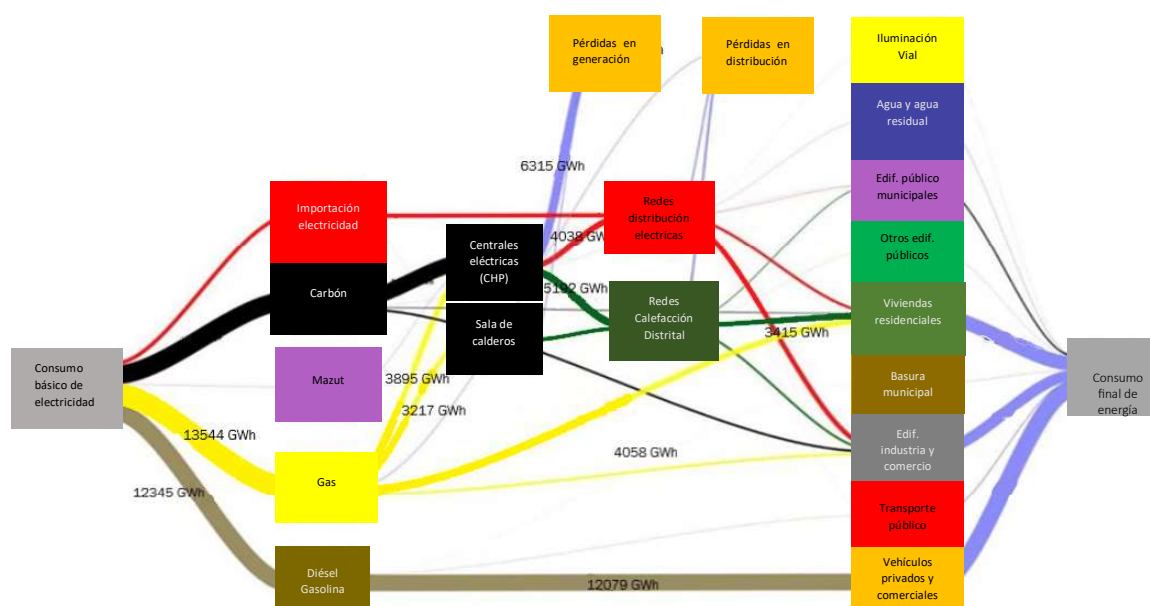 Pérdidas en
generación
Pérdidas en
distribución
Iluminación
Vial
Agua y agua
residual
6315 GWh
Edif. público
municipales
Importación
electricidad
Redes
distribución
electricas
Centrales
eléctricas
(CHP)
4038 GW
Otros edif.
públicos
Carbón
5192 GWh
Redes
Calefacción
Distrital
Viviendas
residenciales
Sala de
calderos
3415 GWh
Consumo
básico de
electricidad
Mazut
3895 GWh
3217 GWh
Basura
municipal
Consumo
final de
energía
13544 GWh
Gas
4058 GWh
Edif.
industria y
comercio
12345 GWh
Transporte
público
Diésel
Gasolina
12079 GWh
Vehículos
privados y
comerciales